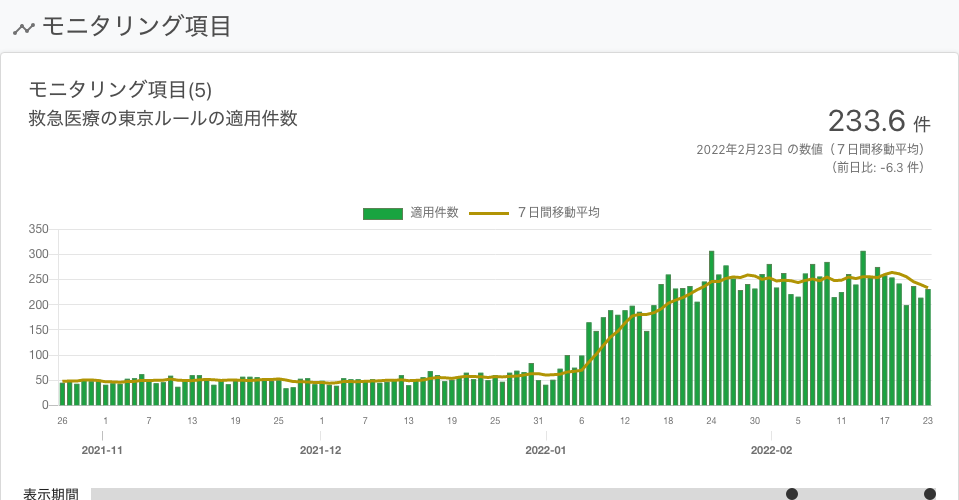 モニタリング項目
モニタリング項目(5)
救急医療の東京ルールの適用件数
233.6 件
2022年2月23日 の数値（７日間移動平均）
（前日比: -6.3 件）
適用件数 ７日間移動平均
350
300
250
200
150
100
50
0
26 1 7 13 19 25 1 7 13 19 25 31 6 12 18 24 30 5 11 17 23
2021-11 2021-12 2022-01 2022-02
表示期間